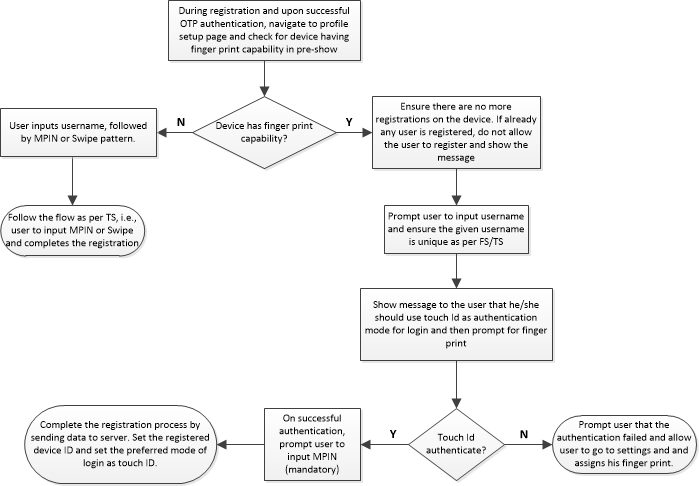 During registration and upon successful
OTP authentication, navigate to profile
setup page and check for device having
finger print capability in pre-show
Device has finger print
capability?
N
Y
User inputs username, followed
by MPIN or Swipe pattern.
Follow the flow as per TS, i.e.,
user to input MPIN or Swipe
and completes the registration
Ensure there are no more
registrations on the device. If already
any user is registered, do not allow
the user to register and show the
message
Prompt user to input username
and ensure the given username
is unique as per FS/TS
Show message to the user that he/she
should use touch Id as authentication
mode for login and then prompt for finger
print
Touch Id
authenticate?
Y
N
On successful
authentication,
prompt user to
input MPIN
(mandatory)
Complete the registration process by
sending data to server. Set the registered
device ID and set the preferred mode of
login as touch ID.
Prompt user that the
authentication failed and allow
user to go to settings and and
assigns his finger print.